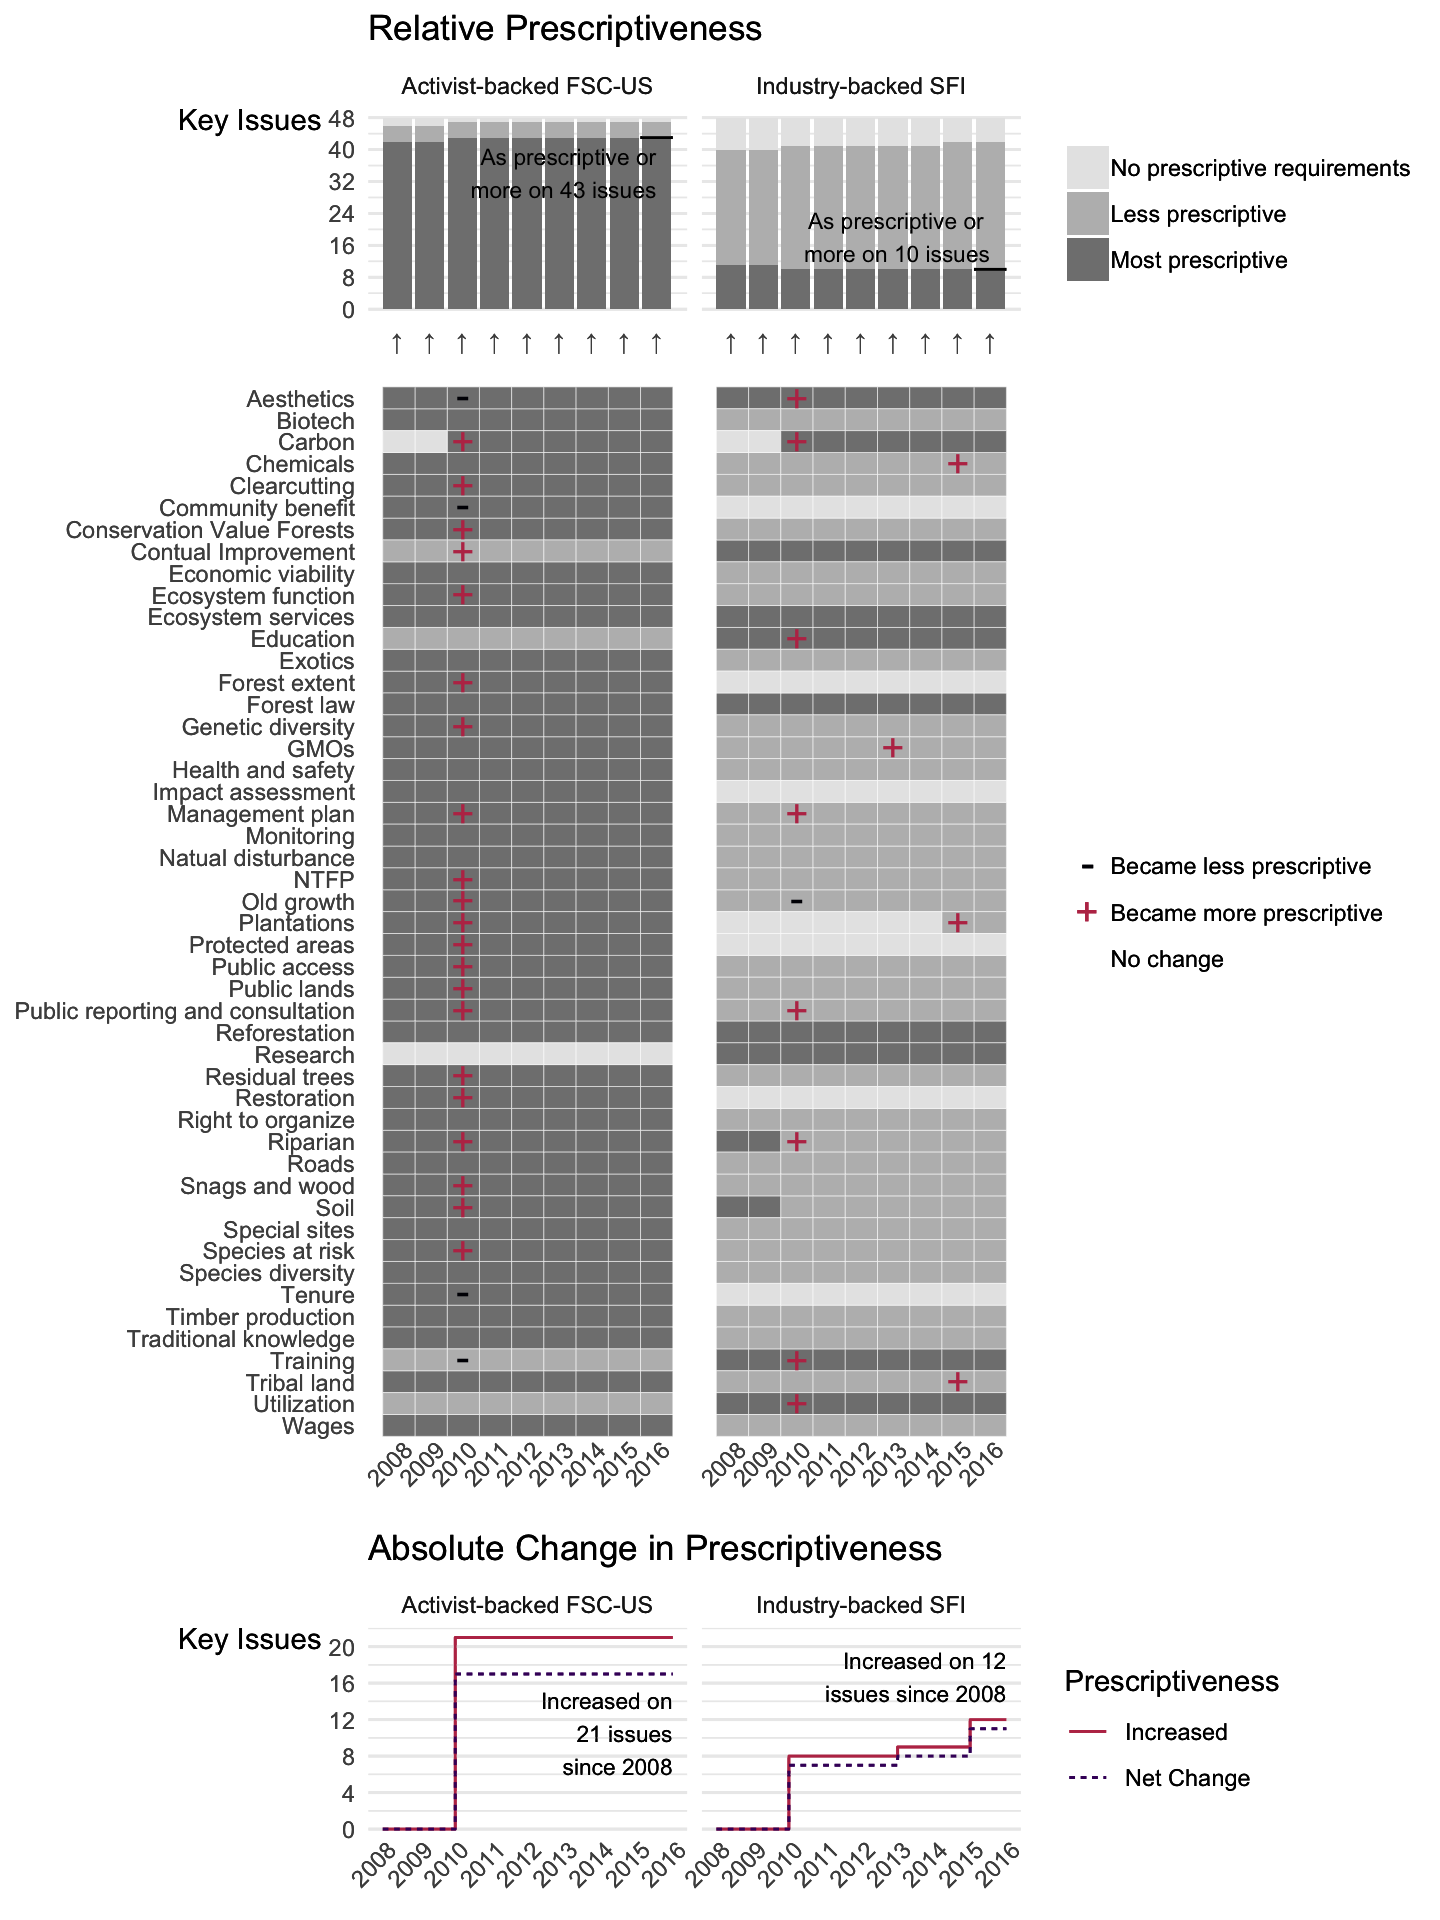 Relative Prescriptiveness
Activist-backed FSC-US
Industry-backed SFI
Key Issues
48
40
32
24
16
8
0
As prescriptive or
more on 43 issues
As prescriptive or
more on 10 issues
No prescriptive requirements
Less prescriptive
Most prescriptive
↑ ↑ ↑ ↑ ↑ ↑ ↑ ↑ ↑
↑ ↑ ↑ ↑ ↑ ↑ ↑ ↑ ↑
Aesthetics
Biotech
Carbon
Chemicals
Clearcutting
Community benefit
Conservation Value Forests
Contual Improvement
Economic viability
Ecosystem function
Ecosystem services
Education
Exotics
Forest extent
Forest law
Genetic diversity
GMOs
Health and safety
Impact assessment
Management plan
Monitoring
Natual disturbance
NTFP
Old growth
Plantations
Protected areas
Public access
Public lands
Public reporting and consultation
Reforestation
Research
Residual trees
Restoration
Right to organize
Riparian
Roads
Snags and wood
Soil
Special sites
Species at risk
Species diversity
Tenure
Timber production
Traditional knowledge
Training
Tribal land
Utilization
Wages
- Became less prescriptive
+ Became more prescriptive
No change
2008 2009 2010 2011 2012 2013 2014 2015 2016
2008 2009 2010 2011 2012 2013 2014 2015 2016
Absolute Change in Prescriptiveness
Activist-backed FSC-US
Industry-backed SFI
Key Issues
20
16
12
8
4
0
Increased on
21 issues
since 2008
Increased on 12
issues since 2008
Prescriptiveness
Increased
Net Change
2008 2009 2010 2011 2012 2013 2014 2015 2016
2008 2009 2010 2011 2012 2013 2014 2015 2016